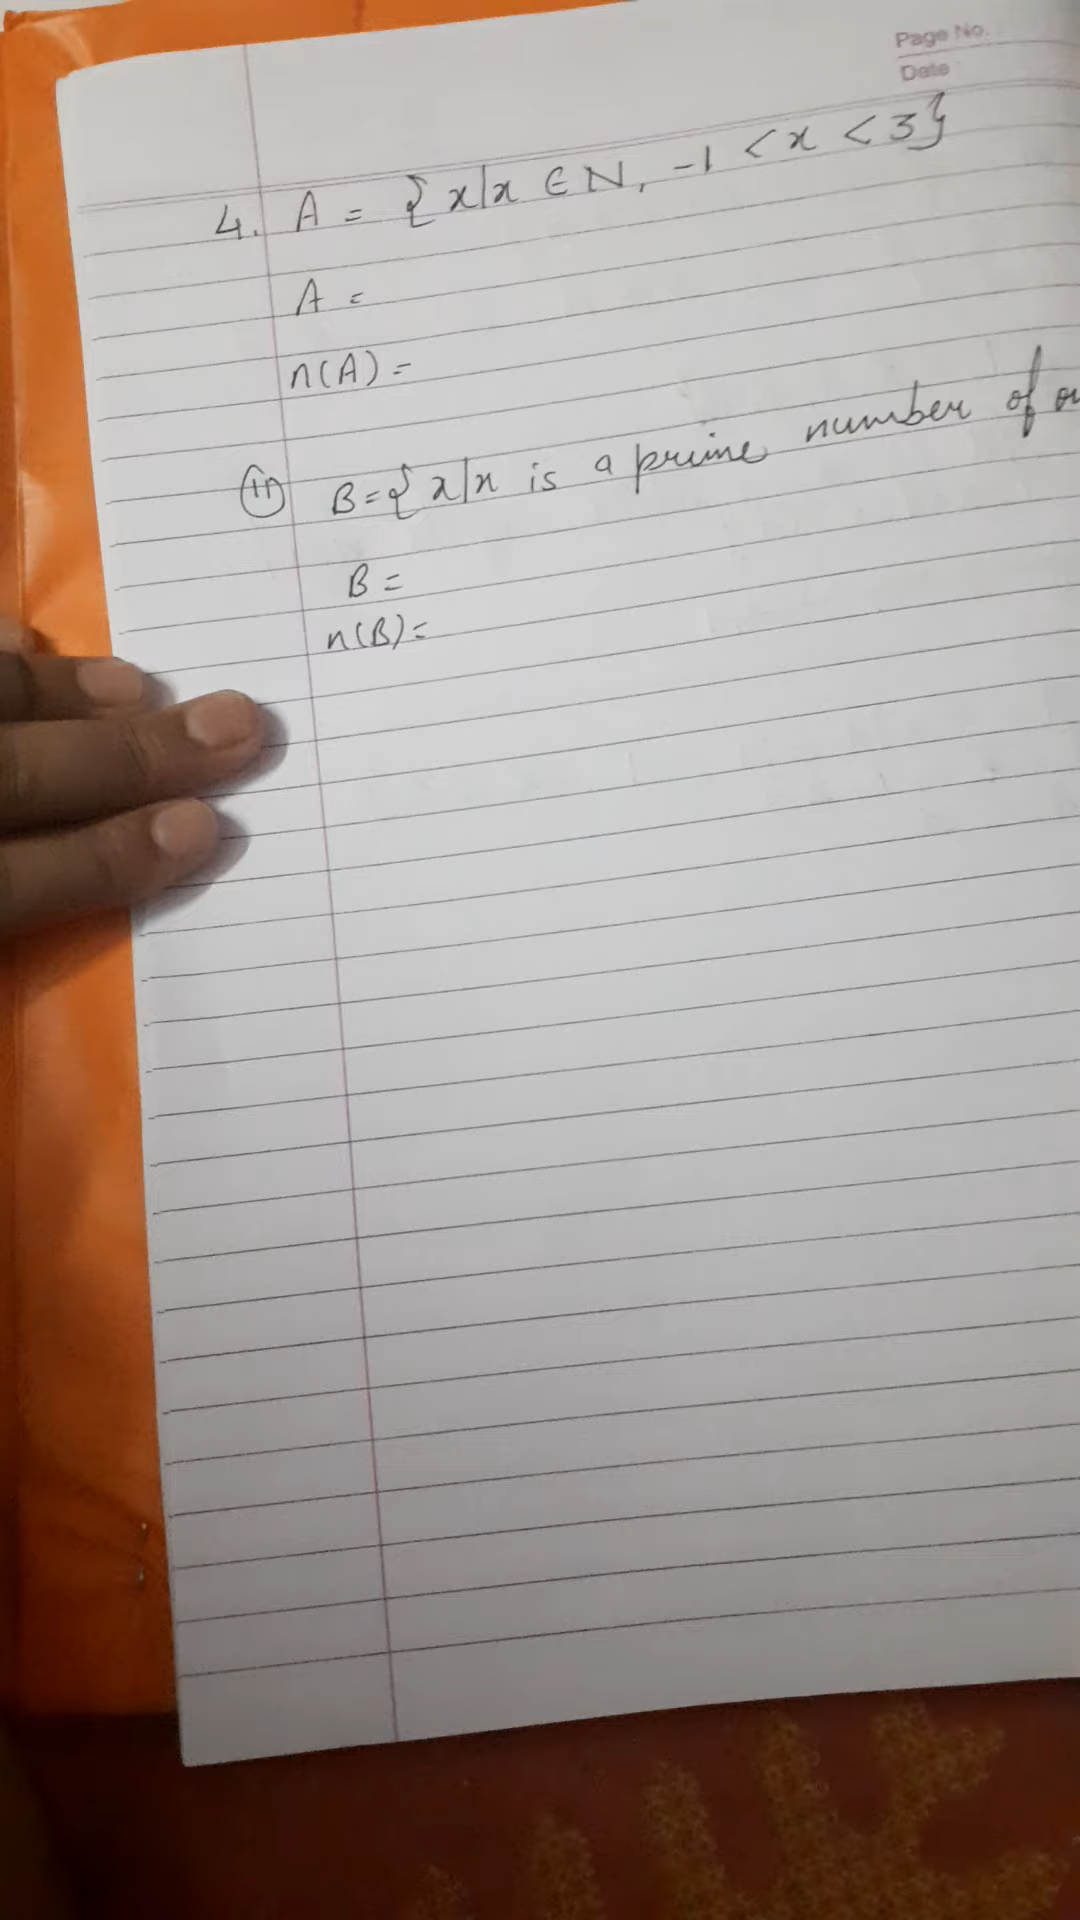 Page No.
Date
4. A = {x|x ∈ N, -1 < x < 3}
A =
n(A) =
(ii) B = {x|x is a prime number of
B =
n(B) =